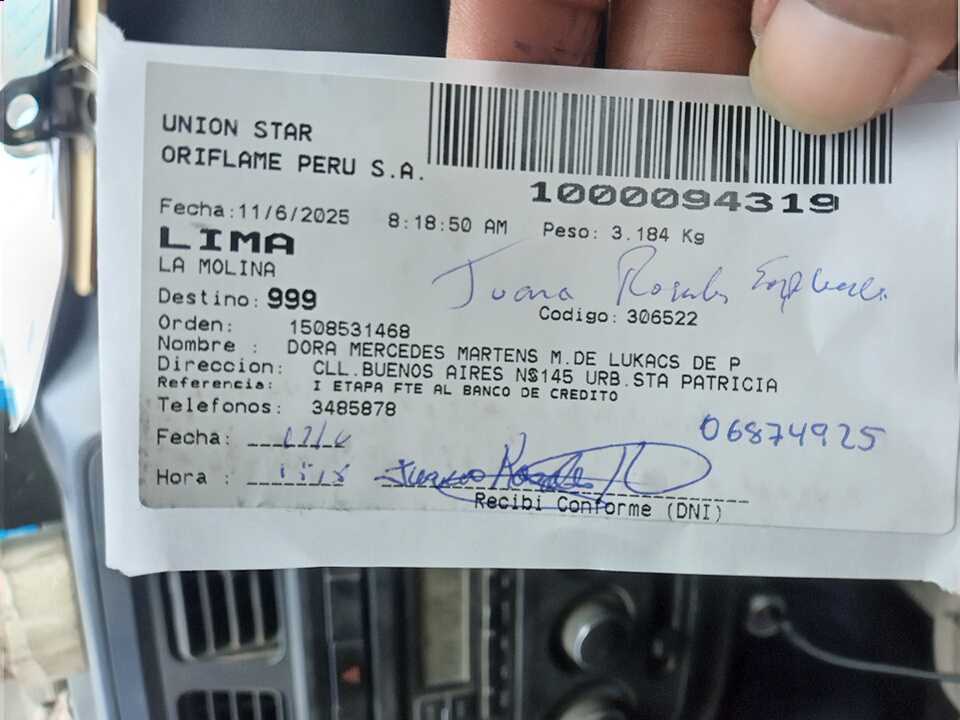 UNION STAR
ORIFLAME PERU S.A.
1000094319
Fecha:11/6/2025 8:18:50 AM Peso: 3.184 Kg
LIMA
LA MOLINA
Juana Rosales
Destino: 999
Codigo: 306522
Orden: 1508531468
Nombre : DORA MERCEDES MARTENS M.DE LUKACS DE P
Direccion: CLL.BUENOS AIRES N$145 URB.STA PATRICIA
Referencia: I ETAPA FTE AL BANCO DE CREDITO
Telefonos: 3485878
06874925
Fecha:
Hora :
Recibi Conforme (DNI)